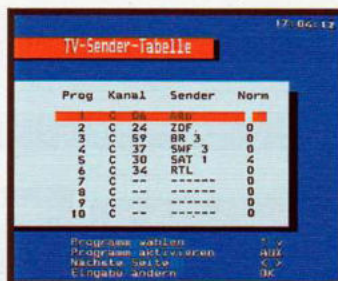 17:04:12
TV-Sender-Tabelle
Prog Kanal Sender Norm
1 C 06 ARD
2 C 24 ZDF 0
3 C 59 BR 3 0
4 C 37 SWF 3 0
5 C 30 SAT 1 4
6 C 34 RTL 0
7 C -- ------ 0
8 C -- ------ 0
9 C -- ------ 0
10 C -- ------ 0
Programm wählen
Programm aktivieren AUX
Nächste Seite < >
Eingabe ändern OK